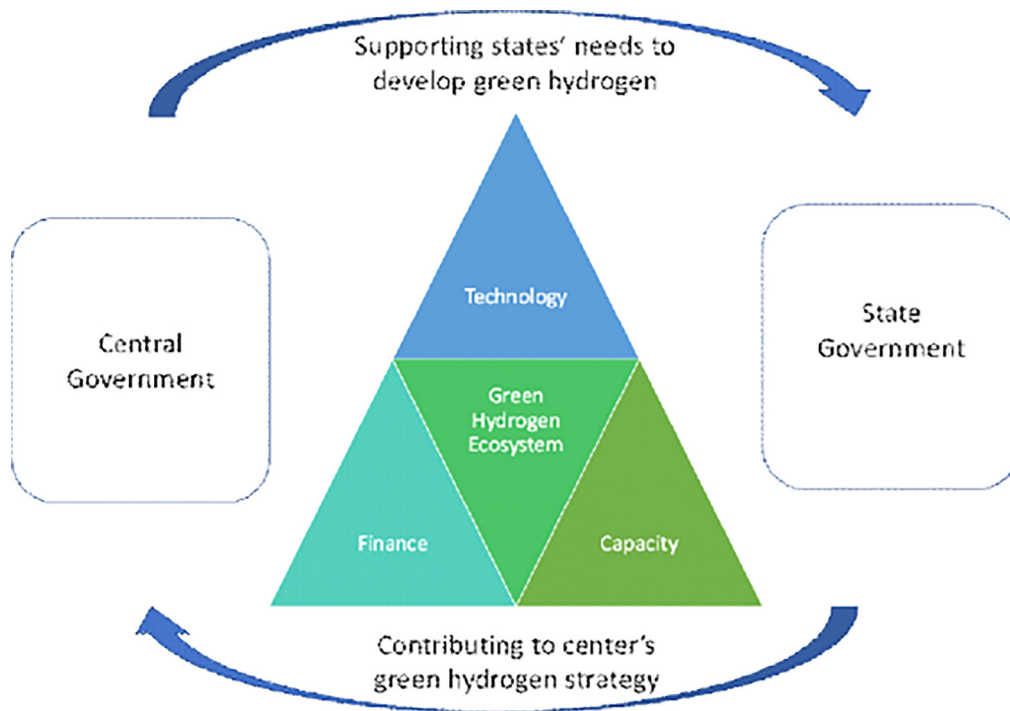 Supporting states' needs to
develop green hydrogen
Technology
Central
Government
State
Government
Green
Hydrogen
Ecosystem
Finance
Capacity
Contributing to center's
green hydrogen strategy